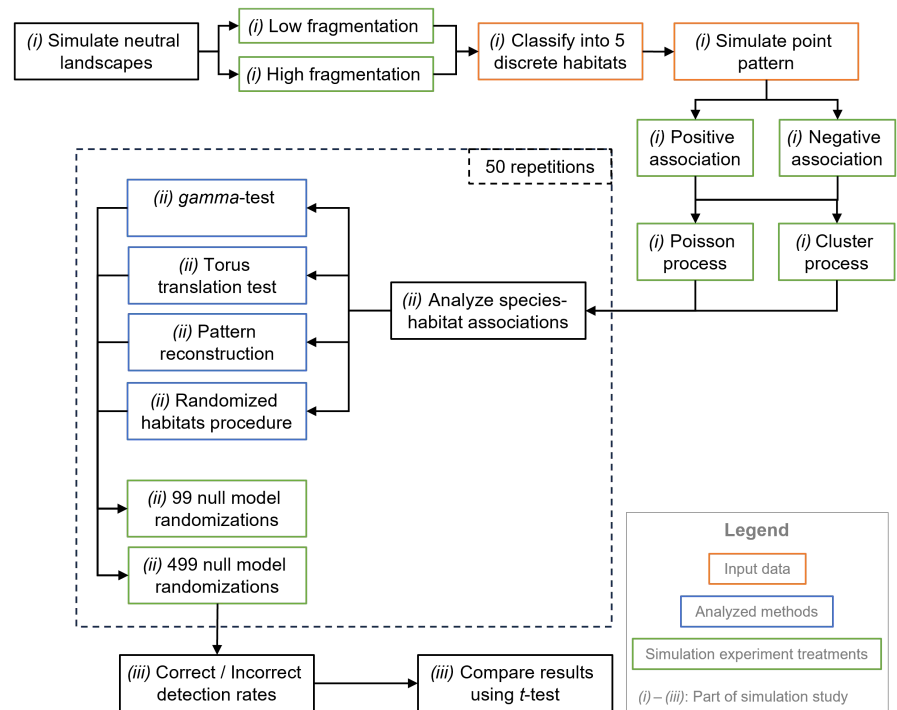 (i) Simulate neutral
landscapes
(i) Low fragmentation
(i) High fragmentation
(i) Classify into 5
discrete habitats
(i) Simulate point
pattern
(i) Positive
association
(i) Negative
association
(i) Poisson
process
(i) Cluster
process
50 repetitions
(ii) Analyze species-
habitat associations
(ii) gamma-test
(ii) Torus
translation test
(ii) Pattern
reconstruction
(ii) Randomized
habitats procedure
(ii) 99 null model
randomizations
(ii) 499 null model
randomizations
(iii) Correct / Incorrect
detection rates
(iii) Compare results
using t-test
Legend
Input data
Analyzed methods
Simulation experiment treatments
(i) – (iii): Part of simulation study